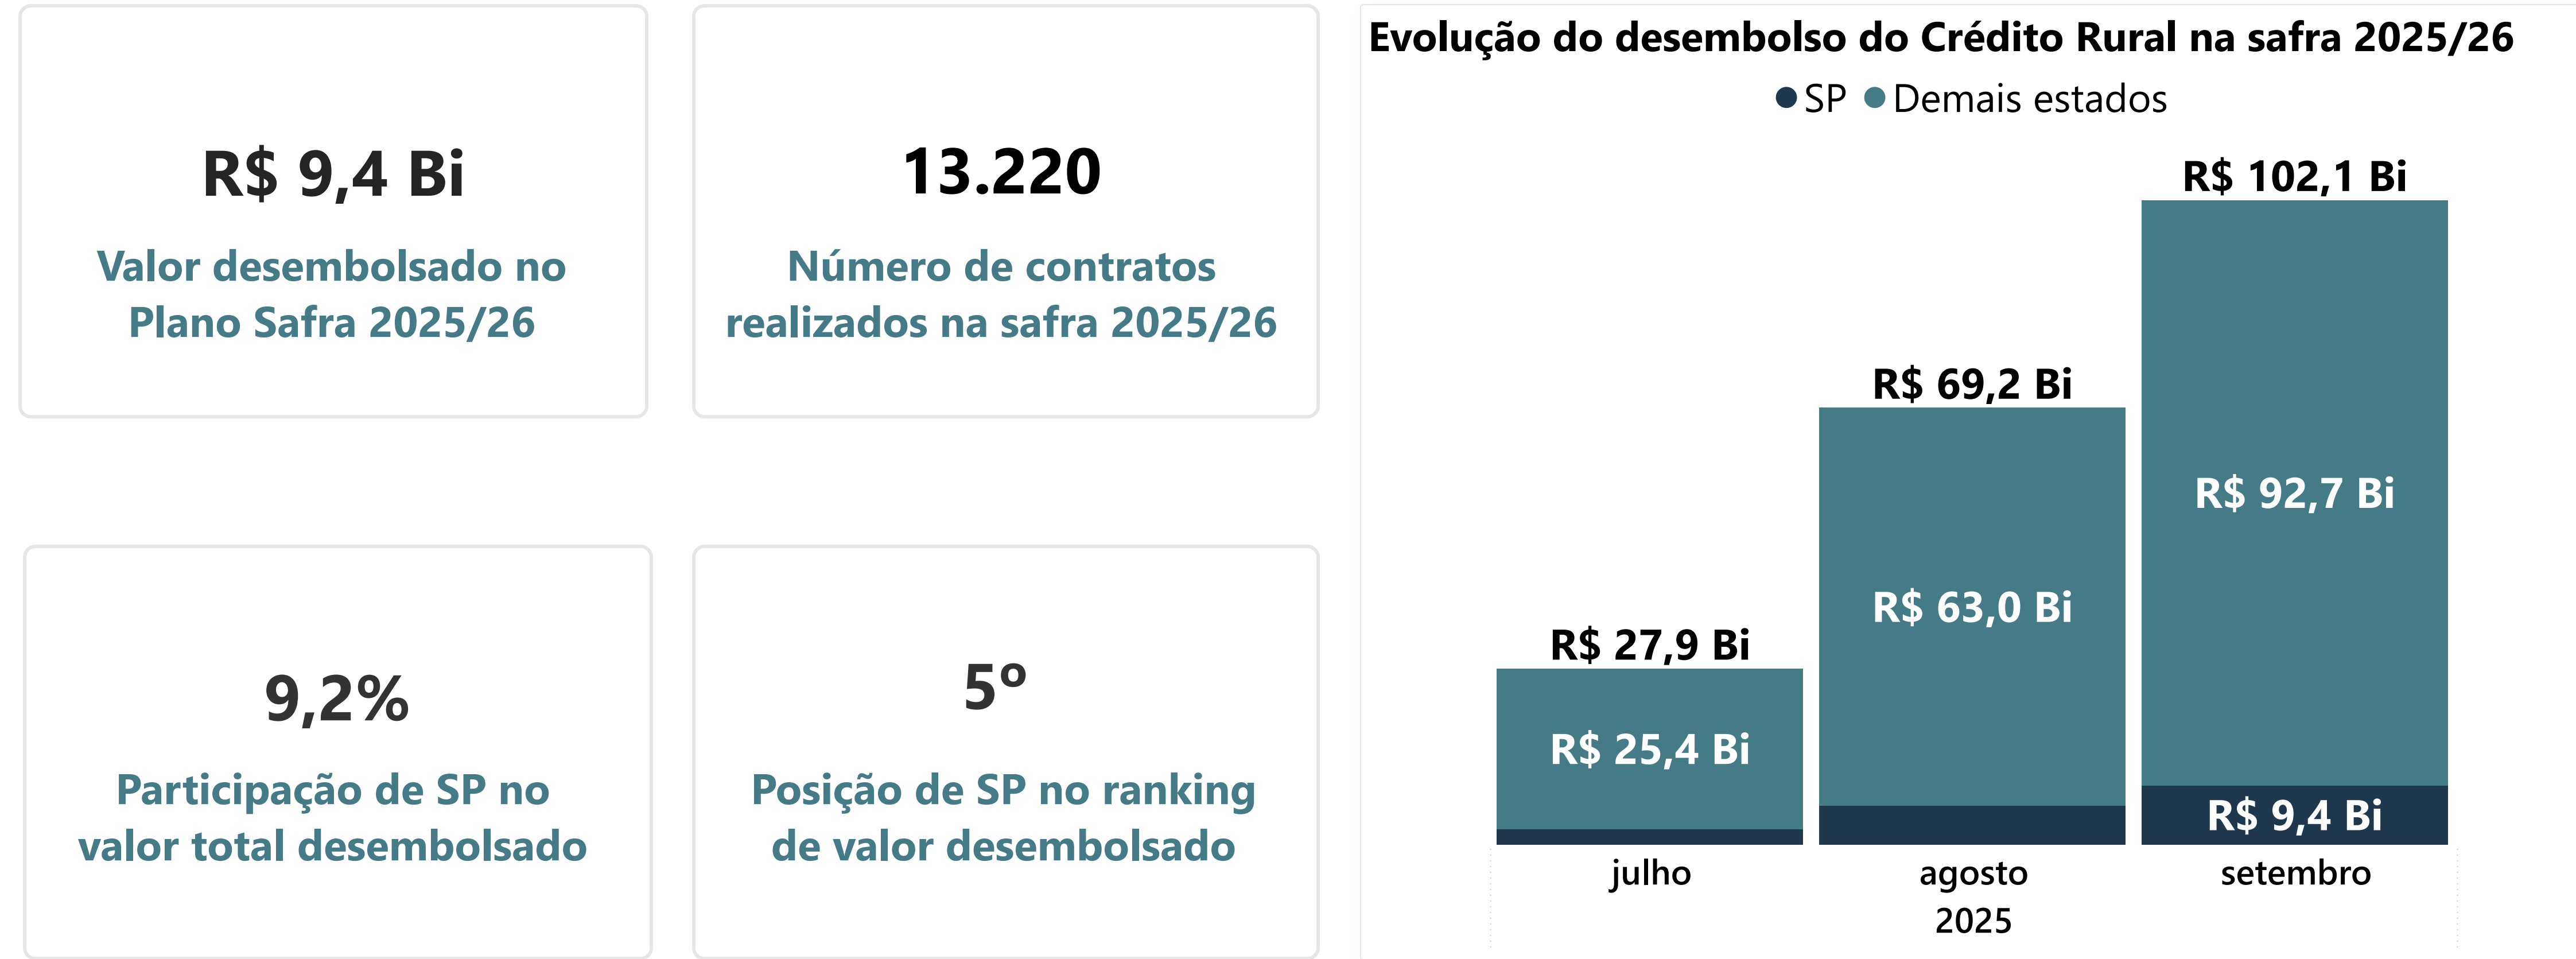 R$ 9,4 Bi
Valor desembolsado no
Plano Safra 2025/26
13.220
Número de contratos
realizados na safra 2025/26
9,2%
Participação de SP no
valor total desembolsado
5º
Posição de SP no ranking
de valor desembolsado
Evolução do desembolso do Crédito Rural na safra 2025/26
SP Demais estados
R$ 102,1 Bi
R$ 69,2 Bi
R$ 92,7 Bi
R$ 63,0 Bi
R$ 27,9 Bi
R$ 25,4 Bi
R$ 9,4 Bi
julho agosto setembro
2025